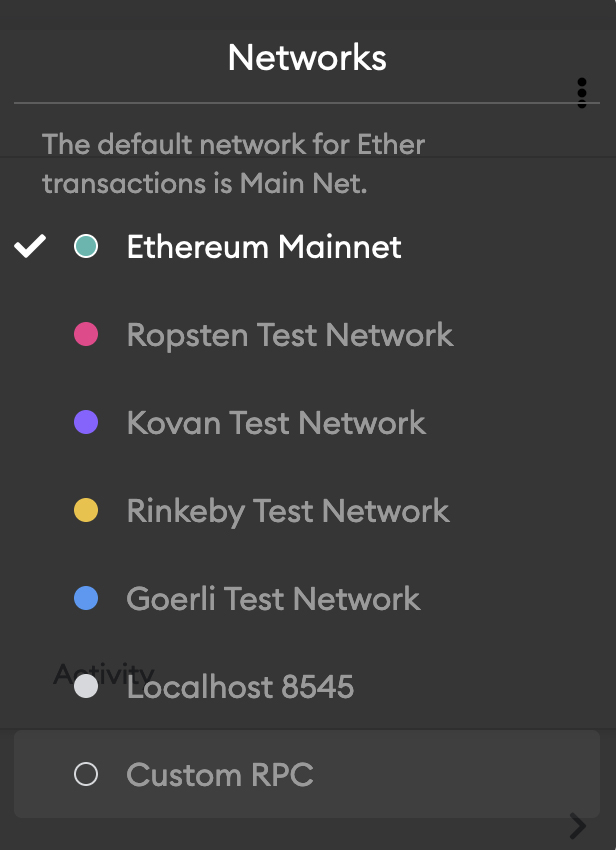 Networks
The default network for Ether
transactions is Main Net.
Ethereum Mainnet
Ropsten Test Network
Kovan Test Network
Rinkeby Test Network
Goerli Test Network
Activity
Localhost 8545
Custom RPC